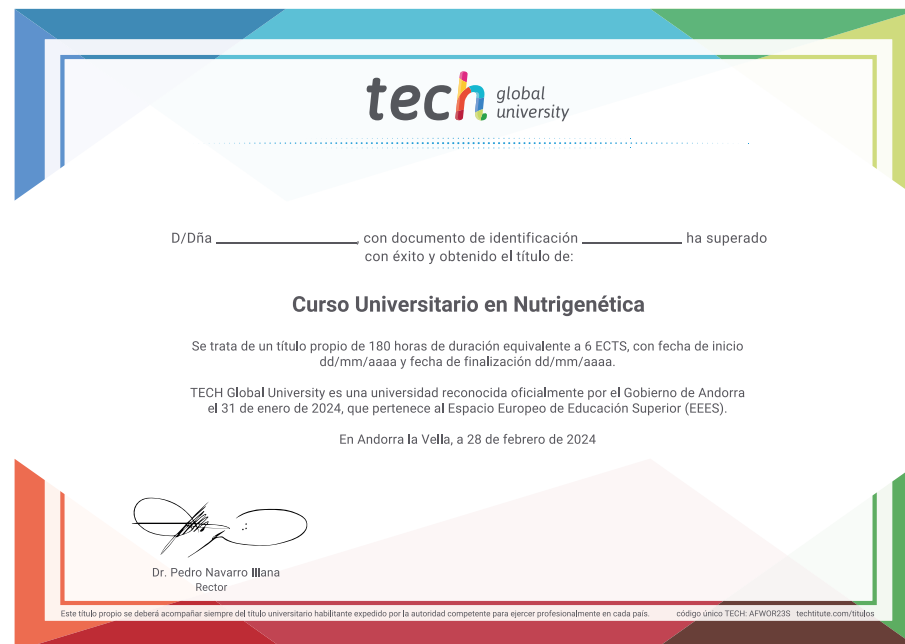 tech global university
D/Dña ______________, con documento de identificación __________ ha superado
con éxito y obtenido el título de:
Curso Universitario en Nutrigenética
Se trata de un título propio de 180 horas de duración equivalente a 6 ECTS, con fecha de inicio
dd/mm/aaaa y fecha de finalización dd/mm/aaaa.
TECH Global University es una universidad reconocida oficialmente por el Gobierno de Andorra
el 31 de enero de 2024, que pertenece al Espacio Europeo de Educación Superior (EEES).
En Andorra la Vella, a 28 de febrero de 2024
Dr. Pedro Navarro Illana
Rector
Este título propio se deberá acompañar siempre del título universitario habilitante expedido por la autoridad competente para ejercer profesionalmente en cada país. código único TECH: AFWOR23S techtitute.com/titulos